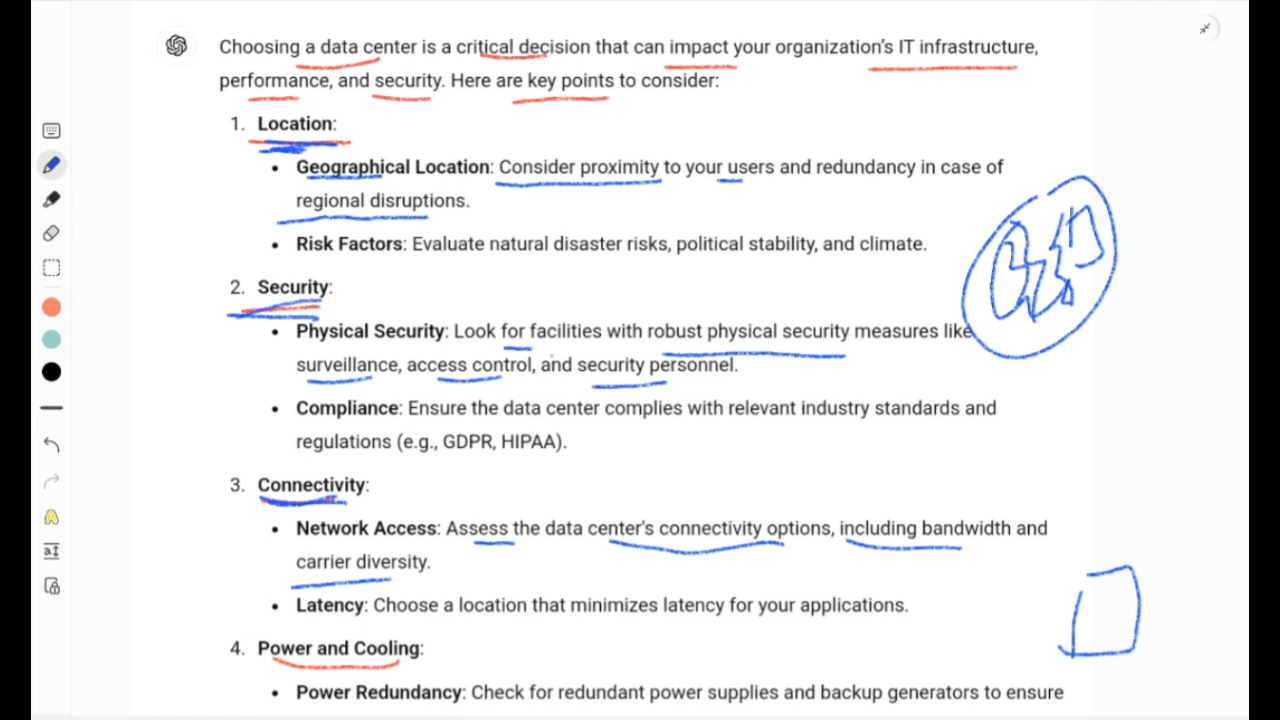 Choosing a data center is a critical decision that can impact your organization's IT infrastructure,
performance, and security. Here are key points to consider:
1. Location:
• Geographical Location: Consider proximity to your users and redundancy in case of
regional disruptions.
• Risk Factors: Evaluate natural disaster risks, political stability, and climate.
2. Security:
• Physical Security: Look for facilities with robust physical security measures like
surveillance, access control, and security personnel.
• Compliance: Ensure the data center complies with relevant industry standards and
regulations (e.g., GDPR, HIPAA).
3. Connectivity:
• Network Access: Assess the data center's connectivity options, including bandwidth and
carrier diversity.
• Latency: Choose a location that minimizes latency for your applications.
4. Power and Cooling:
• Power Redundancy: Check for redundant power supplies and backup generators to ensure